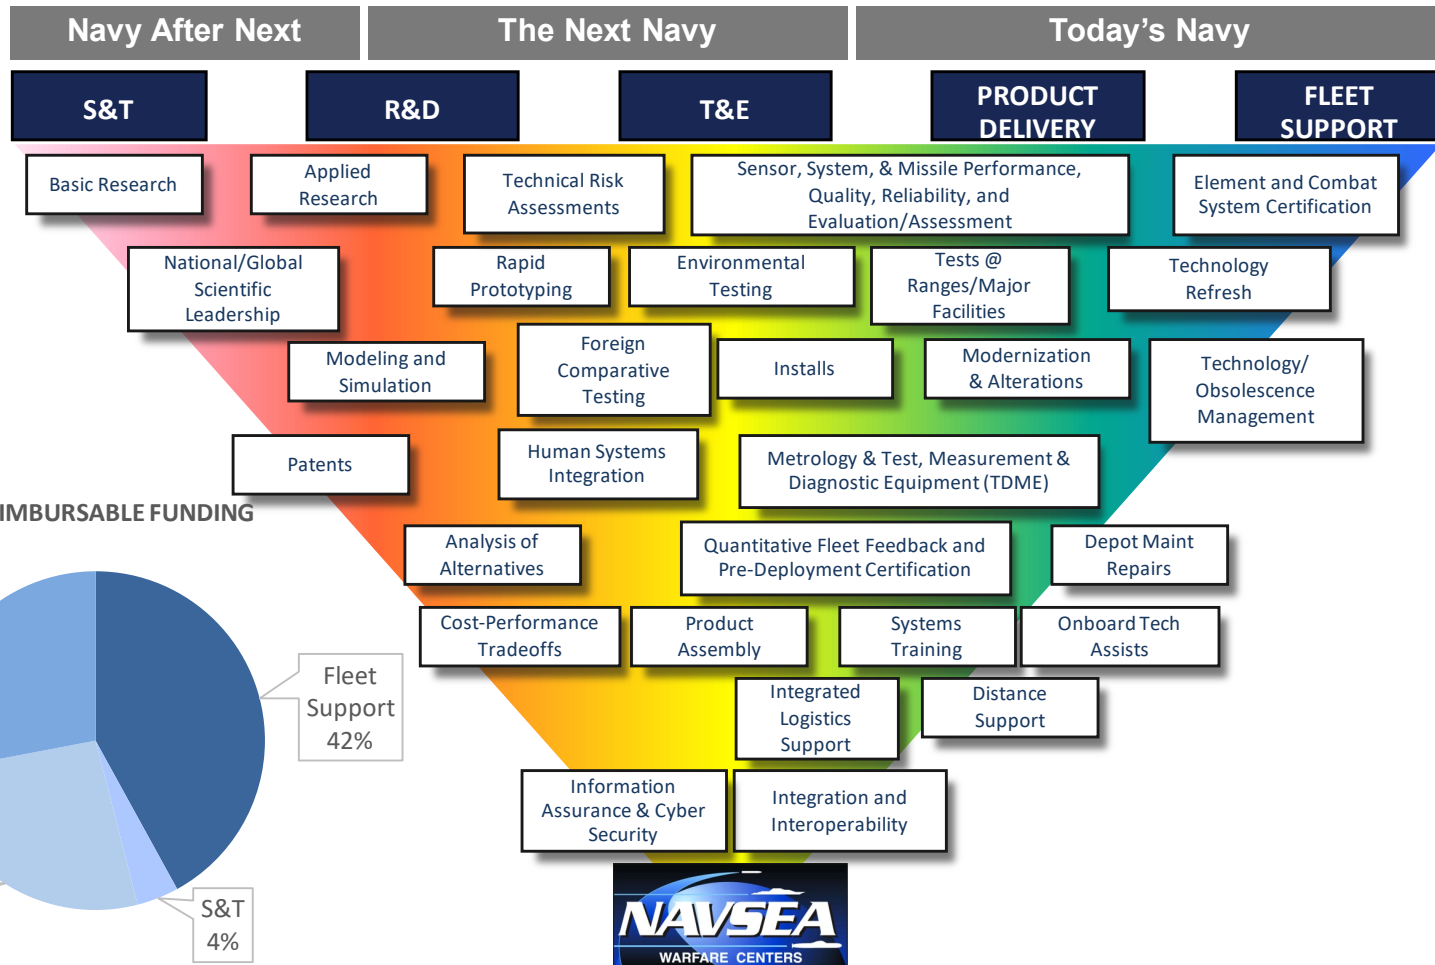 Navy After Next
The Next Navy
Today's Navy
S&T
R&D
T&E
PRODUCT
DELIVERY
FLEET
SUPPORT
Basic Research
Applied
Research
Technical Risk
Assessments
Sensor, System, & Missile Performance,
Quality, Reliability, and
Evaluation/Assessment
Element and Combat
System Certification
National/Global
Scientific
Leadership
Rapid
Prototyping
Environmental
Testing
Tests @
Ranges/Major
Facilities
Technology
Refresh
Modeling and
Simulation
Foreign
Comparative
Testing
Installs
Modernization
& Alterations
Technology/
Obsolescence
Management
Patents
Human Systems
Integration
Metrology & Test, Measurement &
Diagnostic Equipment (TDME)
IMBURSABLE FUNDING
Analysis of
Alternatives
Quantitative Fleet Feedback and
Pre-Deployment Certification
Depot Maint
Repairs
Cost-Performance
Tradeoffs
Product
Assembly
Systems
Training
Onboard Tech
Assists
Fleet
Support
42%
Integrated
Logistics
Support
Distance
Support
Information
Assurance & Cyber
Security
Integration and
Interoperability
S&T
4%
NAVSEA
WARFARE CENTERS